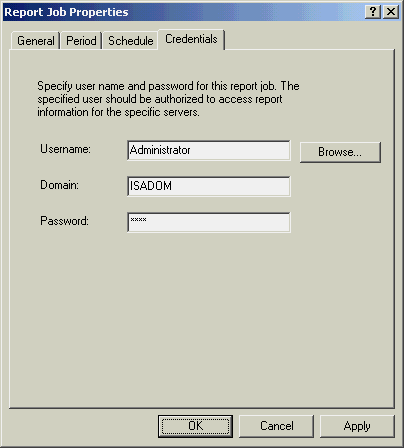 Report Job Properties
General Period Schedule Credentials
Specify user name and password for this report job. The
specified user should be authorized to access report
information for the specific servers.
Username: Administrator Browse...
Domain: ISADOM
Password: ****
OK Cancel Apply